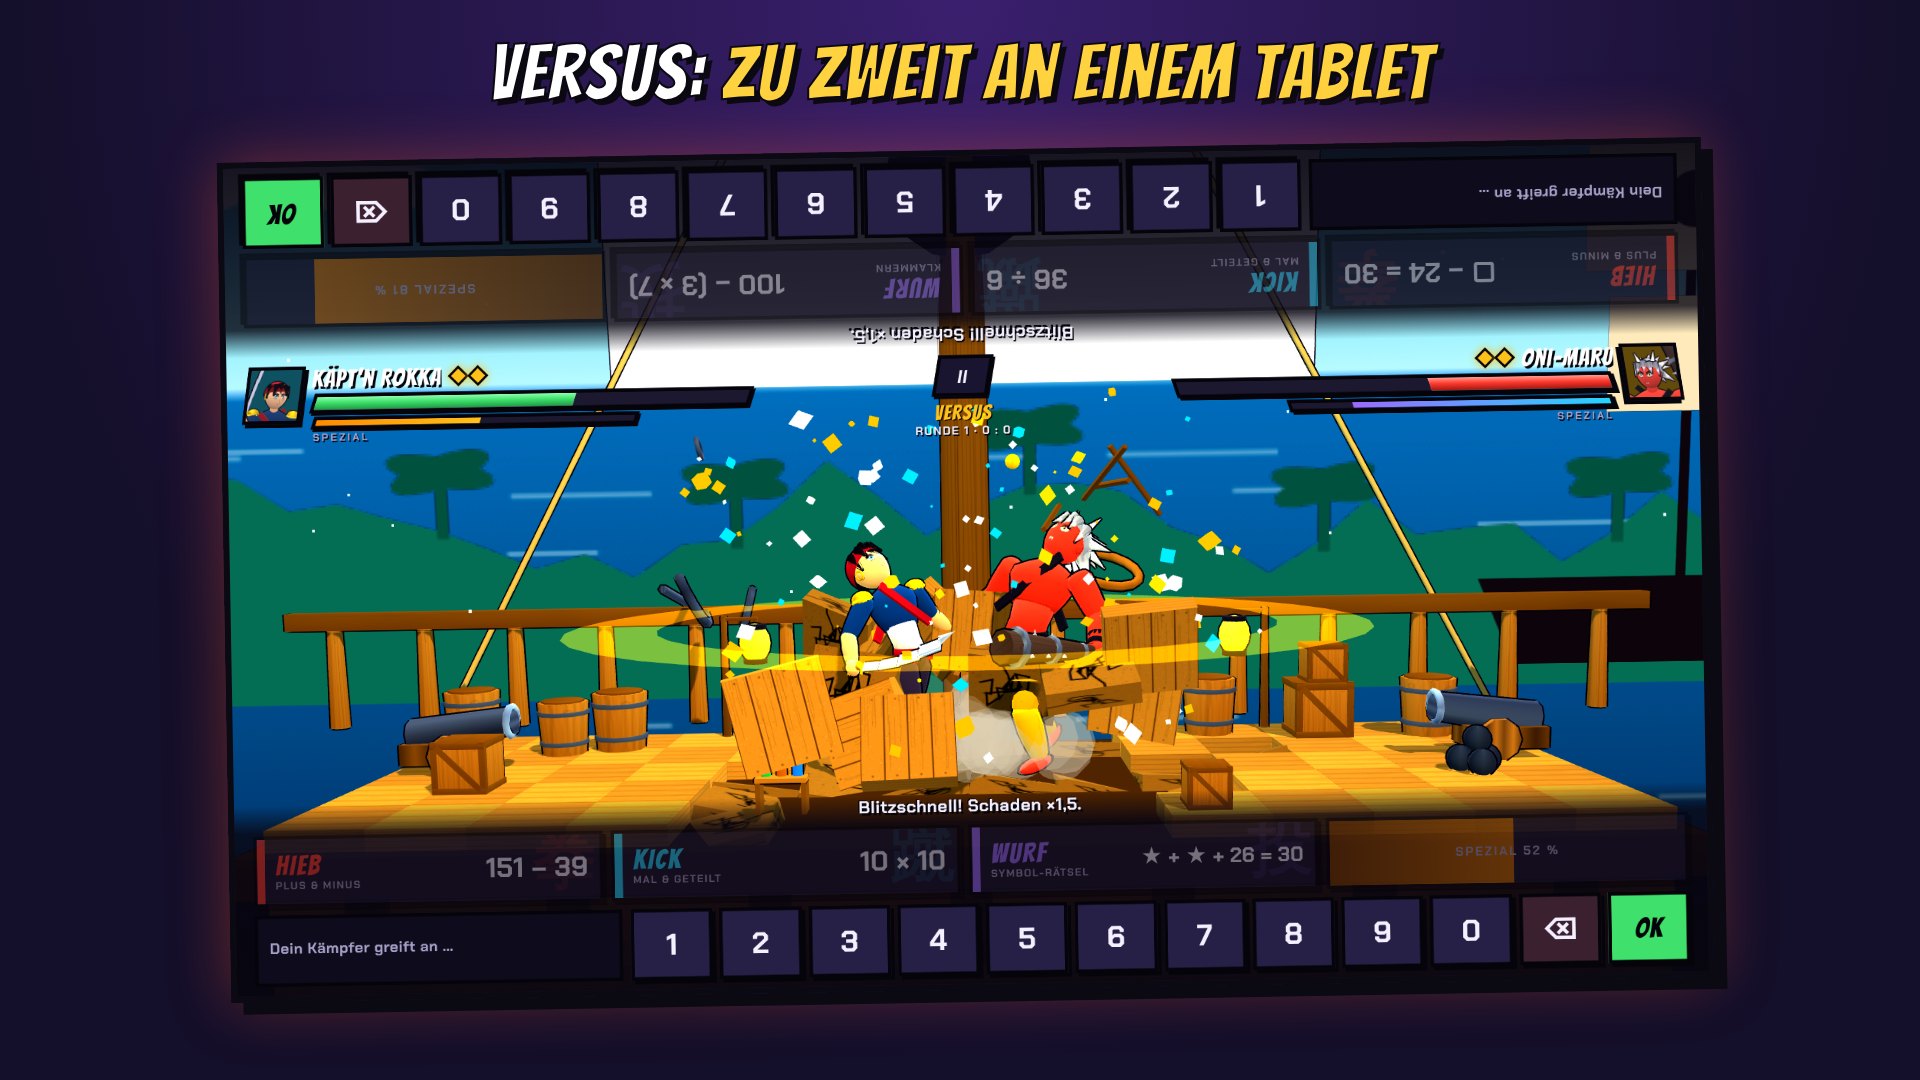 VERSUS: ZU ZWEIT AN EINEM TABLET
OK 0 9 8 7 6 5 4 3 2 1 Dein Kämpfer greift an ...
SPEZIAL 81 %
WURF KLAMMERN 100 − (3 × 7)
KICK MAL & GETEILT 36 ÷ 6
HIEB PLUS & MINUS □ − 24 = 30
Blitzschnell! Schaden ×1,5.
KÄPT'N ROKKA
SPEZIAL
II
VERSUS
RUNDE 1 · 0 : 0
ONI-MARU
SPEZIAL
Blitzschnell! Schaden ×1,5.
HIEB PLUS & MINUS 151 − 39
KICK MAL & GETEILT 10 × 10
WURF SYMBOL-RÄTSEL ★ + ★ + 26 = 30
SPEZIAL 52 %
Dein Kämpfer greift an ... 1 2 3 4 5 6 7 8 9 0 OK